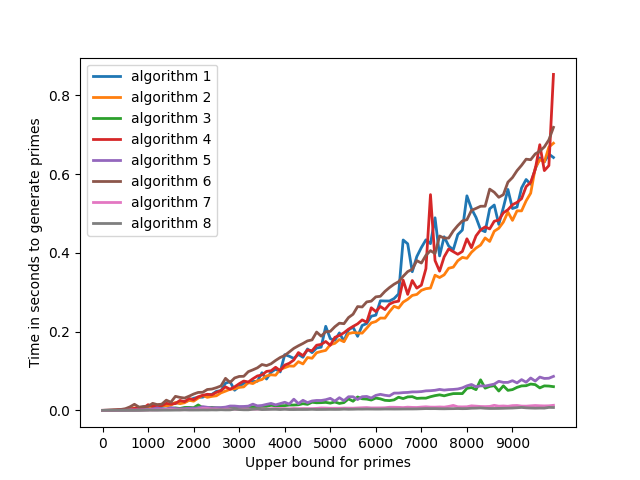 algorithm 1
algorithm 2
algorithm 3
algorithm 4
algorithm 5
algorithm 6
algorithm 7
algorithm 8
0.8
0.6
0.4
0.2
0.0
Time in seconds to generate primes
0 1000 2000 3000 4000 5000 6000 7000 8000 9000
Upper bound for primes